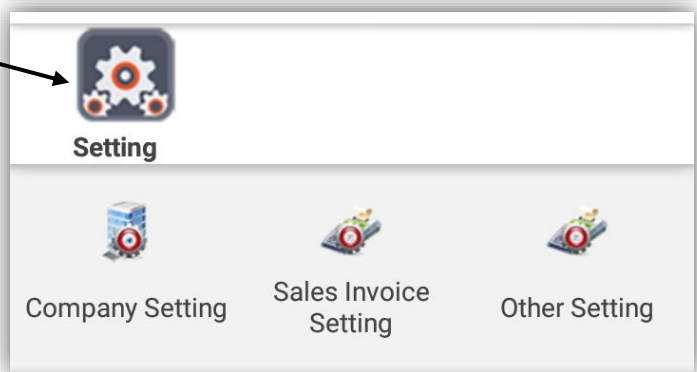 Setting
Company Setting
Sales Invoice
Setting
Other Setting